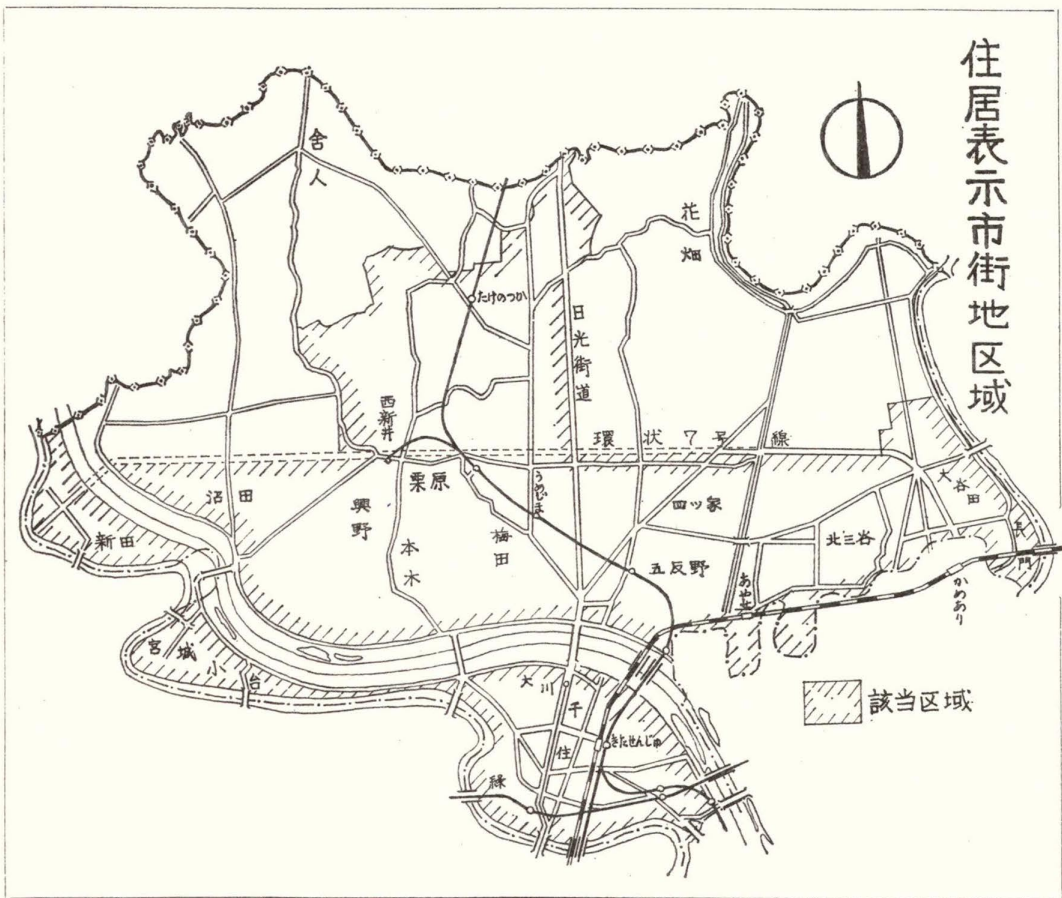 住居表示市街地区域
舎人
花畑
たけのつか
日光街道
西新井
環状7号線
沼田
興野
栗原
うめじま
四ツ家
大谷田
新田
本木
梅田
五反野
北三谷
あやせ
かめあり
宮城
小台
大川
千住
きたせんじゅ
緑
該当区域